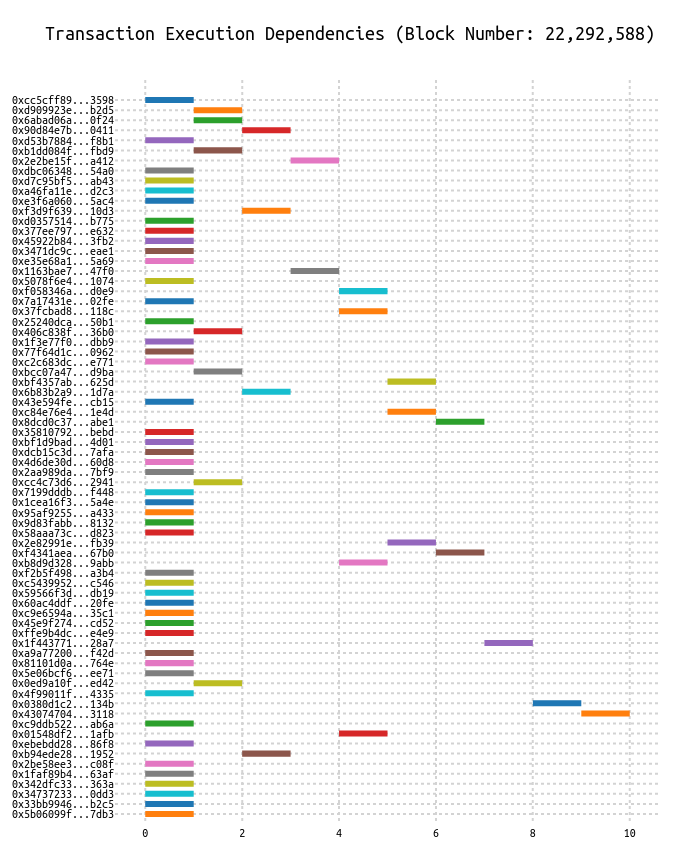 Transaction Execution Dependencies (Block Number: 22,292,588)
0xcc5cff89...3598
0xd909923e...b2d5
0x6abad06a...0f24
0x90d84e7b...0411
0xd53b7884...f8b1
0xb1dd084f...fbd9
0x2e2be15f...a412
0xdbc06348...54a0
0xd7c95bf5...ab43
0xa46fa11e...d2c3
0xe3f6a060...5ac4
0xf3d9f639...10d3
0xd0357514...b775
0x377ee797...e632
0x45922b84...3fb2
0x3471dc9c...eae1
0xe35e68a1...5a69
0x1163bae7...47f0
0x5078f6e4...1074
0xf058346a...d0e9
0x7a17431e...02fe
0x37fcbad8...118c
0x25240dca...50b1
0x406c838f...36b0
0x1f3e77f0...dbb9
0x77f64d1c...0962
0xc2c683dc...e771
0xbcc07a47...d9ba
0xbf4357ab...625d
0x6b83b2a9...1d7a
0x43e594fe...cb15
0xc84e76e4...1e4d
0x8dcd0c37...abe1
0x35810792...bebd
0xbf1d9bad...4d01
0xdcb15c3d...7afa
0x4d6de30d...60d8
0x2aa989da...7bf9
0xcc4c73d6...2941
0x7199dddb...f448
0x1cea16f3...5a4e
0x95af9255...a433
0x9d83fabb...8132
0x58aaa73c...d823
0x2e82991e...fb39
0xf4341aea...67b0
0xb8d9d328...9abb
0xf2b5f498...a3b4
0xc5439952...c546
0x59566f3d...db19
0x60ac4ddf...20fe
0xc9e6594a...35c1
0x45e9f274...cd52
0xffe9b4dc...e4e9
0x1f443771...28a7
0xa9a77200...f42d
0x81101d0a...764e
0x5e06bcf6...ee71
0x0ed9a10f...ed42
0x4f99011f...4335
0x0380d1c2...134b
0x43074704...3118
0xc9ddb522...ab6a
0x01548df2...1afb
0xebebdd28...86f8
0xb94ede28...1952
0x2be58ee3...c08f
0x1faf89b4...63af
0x342dfc33...363a
0x34737233...0dd3
0x33bb9946...b2c5
0x5b06099f...7db3
0 2 4 6 8 10